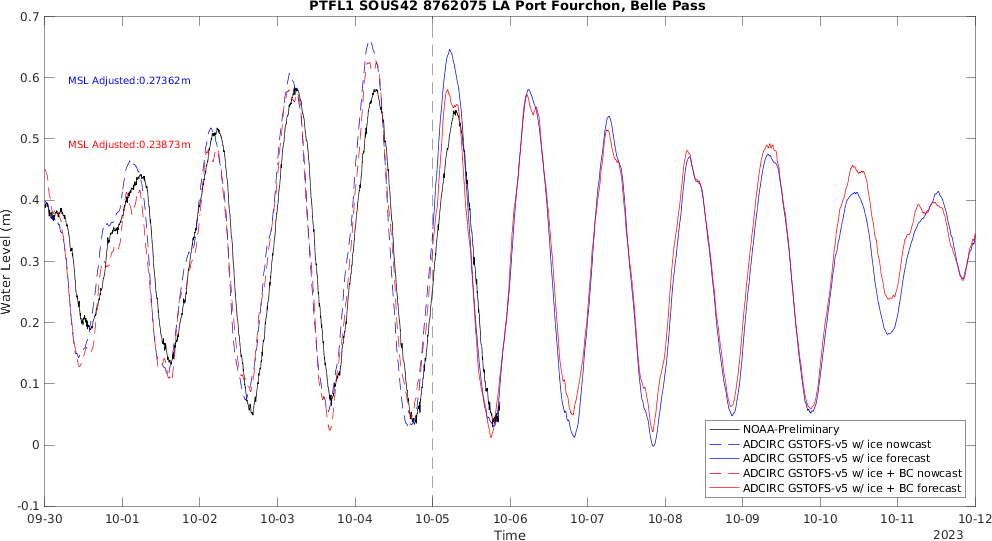 PTFL1 SOUS42 8762075 LA Port Fourchon, Belle Pass
0.7
0.6
0.5
0.4
0.3
0.2
0.1
0
-0.1
Water Level (m)
MSL Adjusted:0.27362m
MSL Adjusted:0.23873m
NOAA-Preliminary
ADCIRC GSTOFS-v5 w/ ice nowcast
ADCIRC GSTOFS-v5 w/ ice forecast
ADCIRC GSTOFS-v5 w/ ice + BC nowcast
ADCIRC GSTOFS-v5 w/ ice + BC forecast
09-30 10-01 10-02 10-03 10-04 10-05 10-06 10-07 10-08 10-09 10-10 10-11 10-12
Time
2023